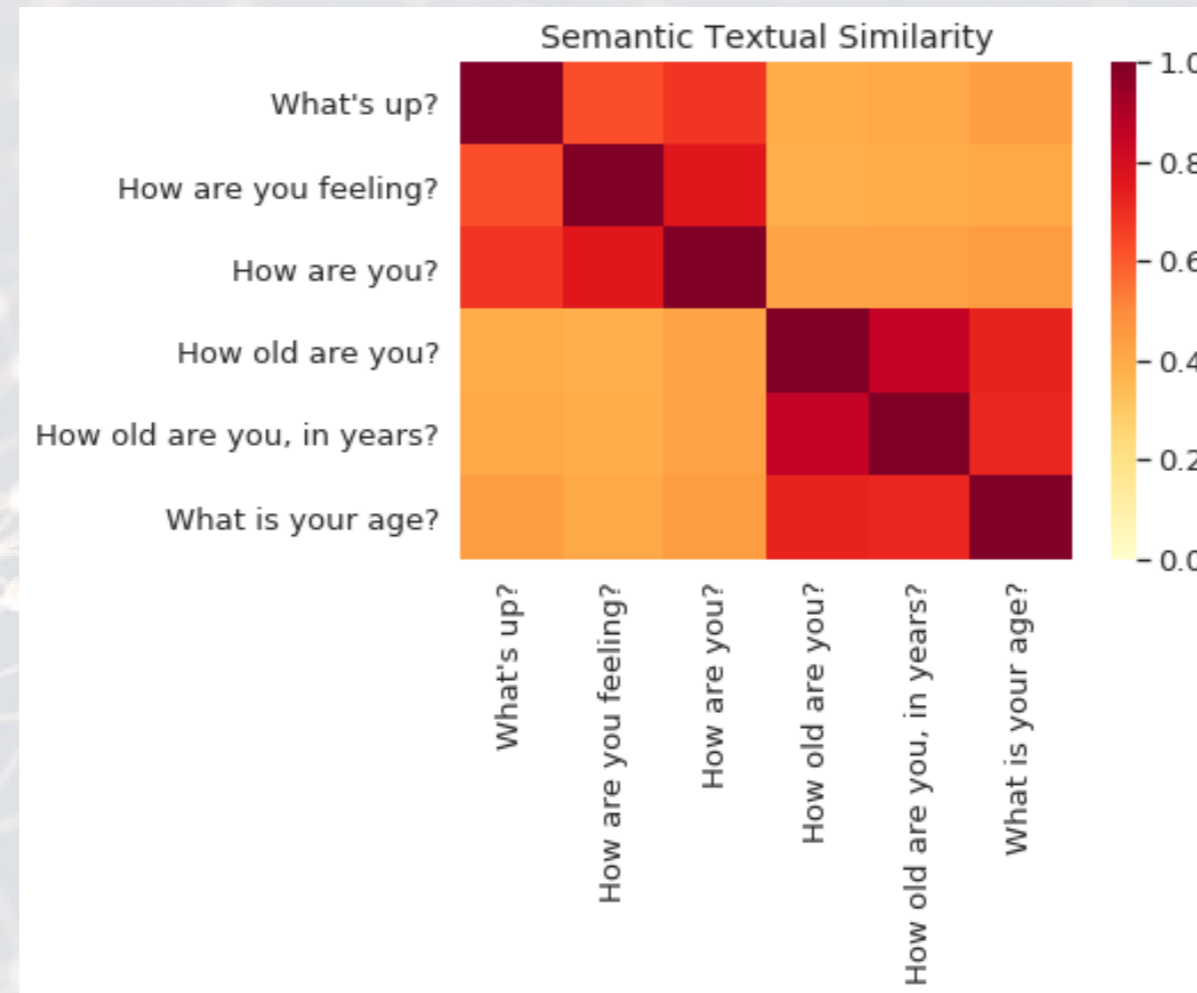 Semantic Textual Similarity
What's up?
How are you feeling?
How are you?
How old are you?
How old are you, in years?
What is your age?
What's up?
How are you feeling?
How are you?
How old are you?
How old are you, in years?
What is your age?
1.0
0.8
0.6
0.4
0.2
0.0